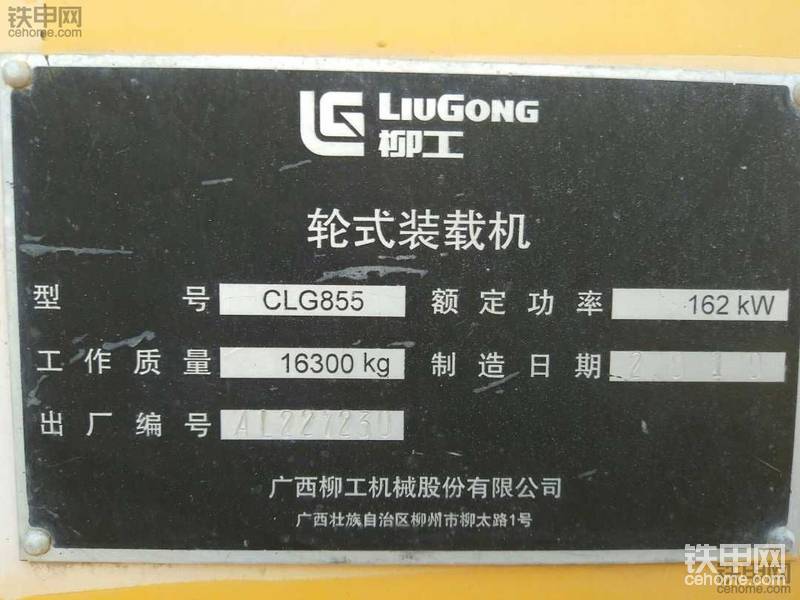 铁甲网
cehome.com
LIUGONG
柳工
轮式装载机
型号 CLG855 额定功率 162 kW
工作质量 16300 kg 制造日期 2010
出厂编号
广西柳工机械股份有限公司
广西壮族自治区柳州市柳太路1号
铁甲网
cehome.com